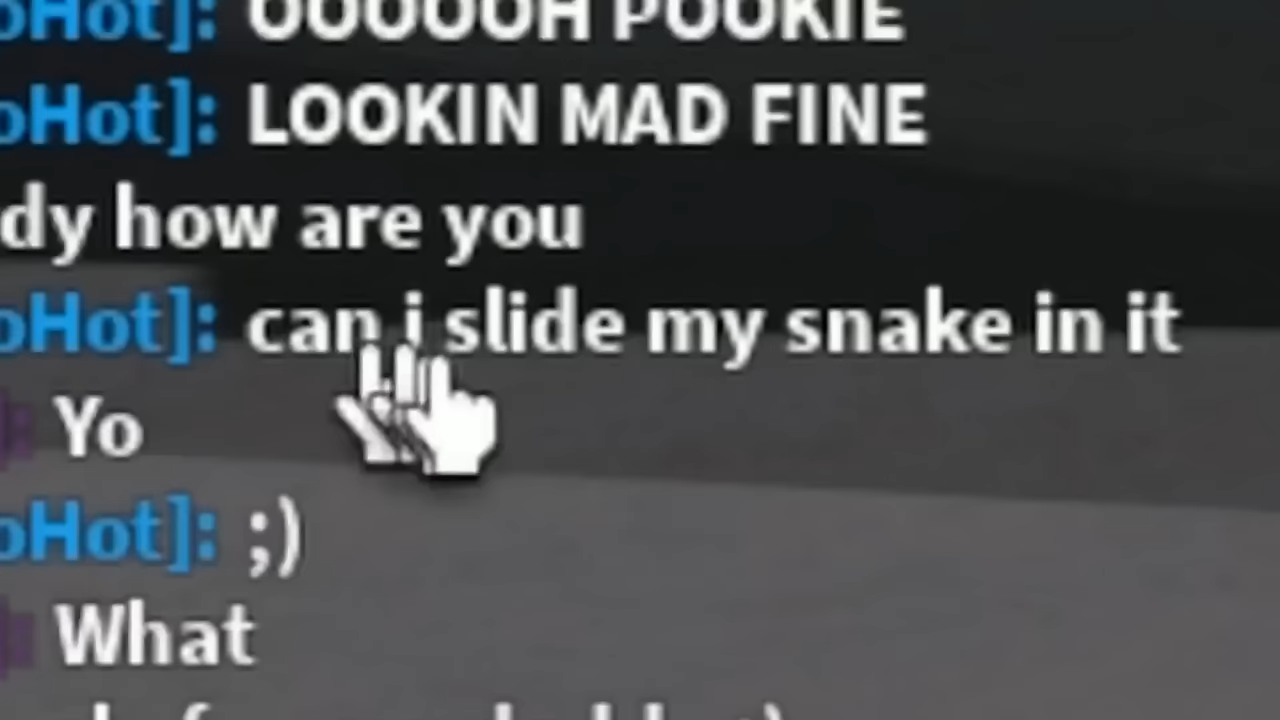 oHot]: OOOOOH POOKIE
oHot]: LOOKIN MAD FINE
dy how are you
oHot]: can i slide my snake in it
]: Yo
oHot]: ;)
]: What